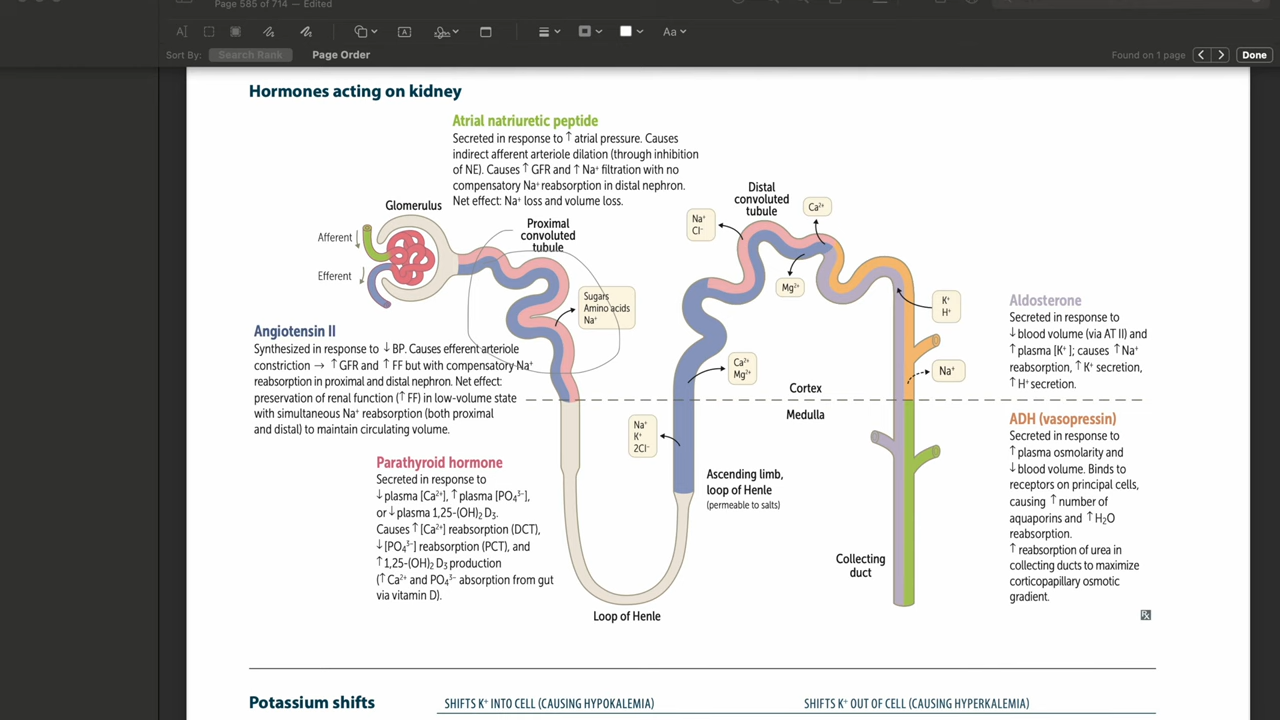 Page 585 of 714 — Edited
Aa
Sort By:
Search Rank
Page Order
Found on 1 page
Done
Hormones acting on kidney
Atrial natriuretic peptide
Secreted in response to ↑ atrial pressure. Causes
indirect afferent arteriole dilation (through inhibition
of NE). Causes ↑ GFR and ↑ Na⁺ filtration with no
compensatory Na⁺ reabsorption in distal nephron.
Net effect: Na⁺ loss and volume loss.
Glomerulus
Afferent
Efferent
Proximal
convoluted
tubule
Sugars
Amino acids
Na⁺
Distal
convoluted
tubule
Na⁺
Cl⁻
Ca²⁺
Mg²⁺
K⁺
H⁺
Na⁺
Ca²⁺
Mg²⁺
Na⁺
K⁺
2Cl⁻
Cortex
Medulla
Angiotensin II
Synthesized in response to ↓ BP. Causes efferent arteriole
constriction → ↑ GFR and ↑ FF but with compensatory Na⁺
reabsorption in proximal and distal nephron. Net effect:
preservation of renal function (↑ FF) in low-volume state
with simultaneous Na⁺ reabsorption (both proximal
and distal) to maintain circulating volume.
Parathyroid hormone
Secreted in response to
↓ plasma [Ca²⁺], ↑ plasma [PO₄³⁻],
or ↓ plasma 1,25-(OH)₂ D₃.
Causes ↑ [Ca²⁺] reabsorption (DCT),
↓ [PO₄³⁻] reabsorption (PCT), and
↑ 1,25-(OH)₂ D₃ production
(↑ Ca²⁺ and PO₄³⁻ absorption from gut
via vitamin D).
Ascending limb,
loop of Henle
(permeable to salts)
Loop of Henle
Collecting
duct
Aldosterone
Secreted in response to
↓ blood volume (via AT II) and
↑ plasma [K⁺]; causes ↑ Na⁺
reabsorption, ↑ K⁺ secretion,
↑ H⁺ secretion.
ADH (vasopressin)
Secreted in response to
↑ plasma osmolarity and
↓ blood volume. Binds to
receptors on principal cells,
causing ↑ number of
aquaporins and ↑ H₂O
reabsorption.
↑ reabsorption of urea in
collecting ducts to maximize
corticopapillary osmotic
gradient.
Rx
Potassium shifts
SHIFTS K⁺ INTO CELL (CAUSING HYPOKALEMIA)
SHIFTS K⁺ OUT OF CELL (CAUSING HYPERKALEMIA)